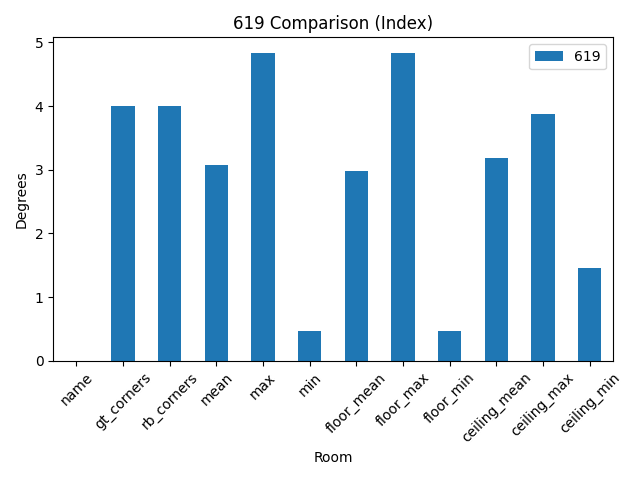 619 Comparison (Index)
619
Degrees
5
4
3
2
1
0
name
gt_corners
rb_corners
mean
max
min
floor_mean
floor_max
floor_min
ceiling_mean
ceiling_max
ceiling_min
Room